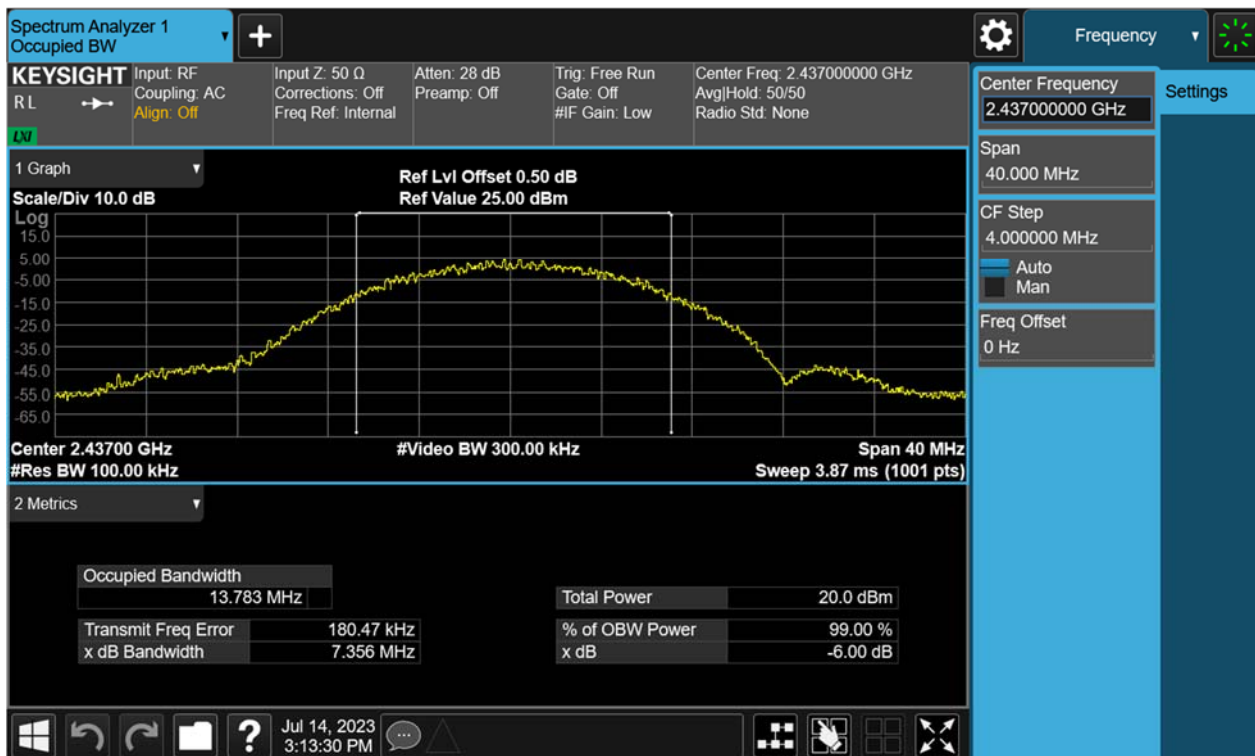 Spectrum Analyzer 1
Occupied BW
Frequency
KEYSIGHT
R L
LXI
Input: RF
Coupling: AC
Align: Off
Input Z: 50 Ω
Corrections: Off
Freq Ref: Internal
Atten: 28 dB
Preamp: Off
Trig: Free Run
Gate: Off
#IF Gain: Low
Center Freq: 2.437000000 GHz
Avg|Hold: 50/50
Radio Std: None
Center Frequency
2.437000000 GHz
Settings
Span
40.000 MHz
CF Step
4.000000 MHz
Auto
Man
Freq Offset
0 Hz
1 Graph
Scale/Div 10.0 dB
Ref Lvl Offset 0.50 dB
Ref Value 25.00 dBm
Log
15.0
5.00
-5.00
-15.0
-25.0
-35.0
-45.0
-55.0
-65.0
Center 2.43700 GHz
#Video BW 300.00 kHz
Span 40 MHz
#Res BW 100.00 kHz
Sweep 3.87 ms (1001 pts)
2 Metrics
Occupied Bandwidth
13.783 MHz
Total Power 20.0 dBm
Transmit Freq Error 180.47 kHz
% of OBW Power 99.00 %
x dB Bandwidth 7.356 MHz
x dB -6.00 dB
?
Jul 14, 2023
3:13:30 PM